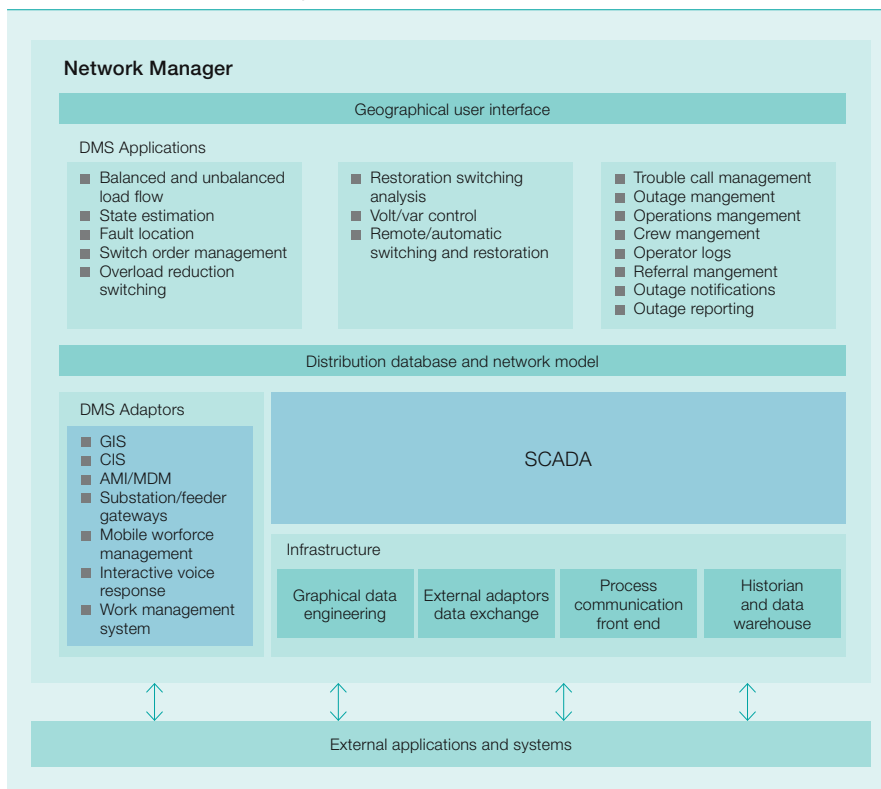 Network Manager
Geographical user interface
DMS Applications
Balanced and unbalanced
load flow
State estimation
Fault location
Switch order management
Overload reduction
switching
Restoration switching
analysis
Volt/var control
Remote/automatic
switching and restoration
Trouble call management
Outage mangement
Operations mangement
Crew mangement
Operator logs
Referral mangement
Outage notifications
Outage reporting
Distribution database and network model
DMS Adaptors
GIS
CIS
AMI/MDM
Substation/feeder
gateways
Mobile worforce
management
Interactive voice
response
Work management
system
SCADA
Infrastructure
Graphical data
engineering
External adaptors
data exchange
Process
communication
front end
Historian
and data
warehouse
External applications and systems